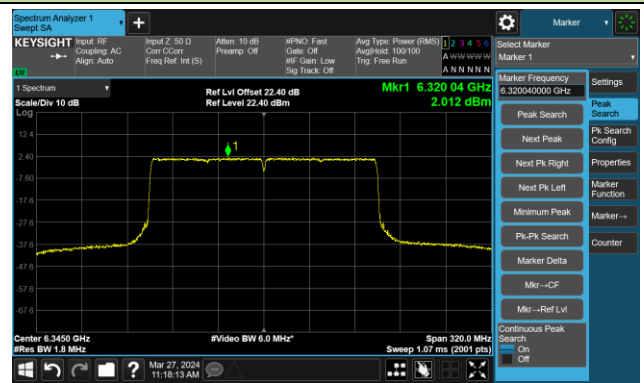 Spectrum Analyzer 1
Swept SA
+
Marker
KEYSIGHT
Input: RF
Coupling: AC
Align: Auto
Input Z: 50 Ω
Corr CCorr
Freq Ref: Int (S)
Atten: 10 dB
Preamp: Off
#PNO: Fast
Gate: Off
#IF Gain: Low
Sig Track: Off
Avg Type: Power (RMS)
Avg|Hold: 100/100
Trig: Free Run
1 2 3 4 5 6
A W W W W W
A N N N N N
LW
Select Marker
Marker 1
1 Spectrum
Scale/Div 10 dB
Log
Ref Lvl Offset 22.40 dB
Ref Level 22.40 dBm
Mkr1 6.320 04 GHz
2.012 dBm
1
12.4
2.40
-7.60
-17.6
-27.6
-37.6
-47.6
-57.6
-67.6
Center 6.3450 GHz
#Res BW 1.8 MHz
#Video BW 6.0 MHz*
Span 320.0 MHz
Sweep 1.07 ms (2001 pts)
Marker Frequency
6.320040000 GHz
Peak Search
Next Peak
Next Pk Right
Next Pk Left
Minimum Peak
Pk-Pk Search
Marker Delta
Mkr→CF
Mkr→Ref Lvl
Continuous Peak
Search
On
Off
Settings
Peak
Search
Pk Search
Config
Properties
Marker
Function
Marker→
Counter
?
Mar 27, 2024
11:18:13 AM